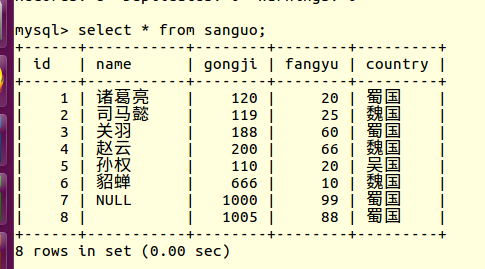 mysql> select * from sanguo;
+------+-----------+--------+--------+---------+
| id   | name      | gongji | fangyu | country |
+------+-----------+--------+--------+---------+
|    1 | 诸葛亮    |    120 |     20 | 蜀国    |
|    2 | 司马懿    |    119 |     25 | 魏国    |
|    3 | 关羽      |    188 |     60 | 蜀国    |
|    4 | 赵云      |    200 |     66 | 魏国    |
|    5 | 孙权      |    110 |     20 | 吴国    |
|    6 | 貂蝉      |    666 |     10 | 魏国    |
|    7 | NULL      |   1000 |     99 | 蜀国    |
|    8 |           |   1005 |     88 | 蜀国    |
+------+-----------+--------+--------+---------+
8 rows in set (0.00 sec)